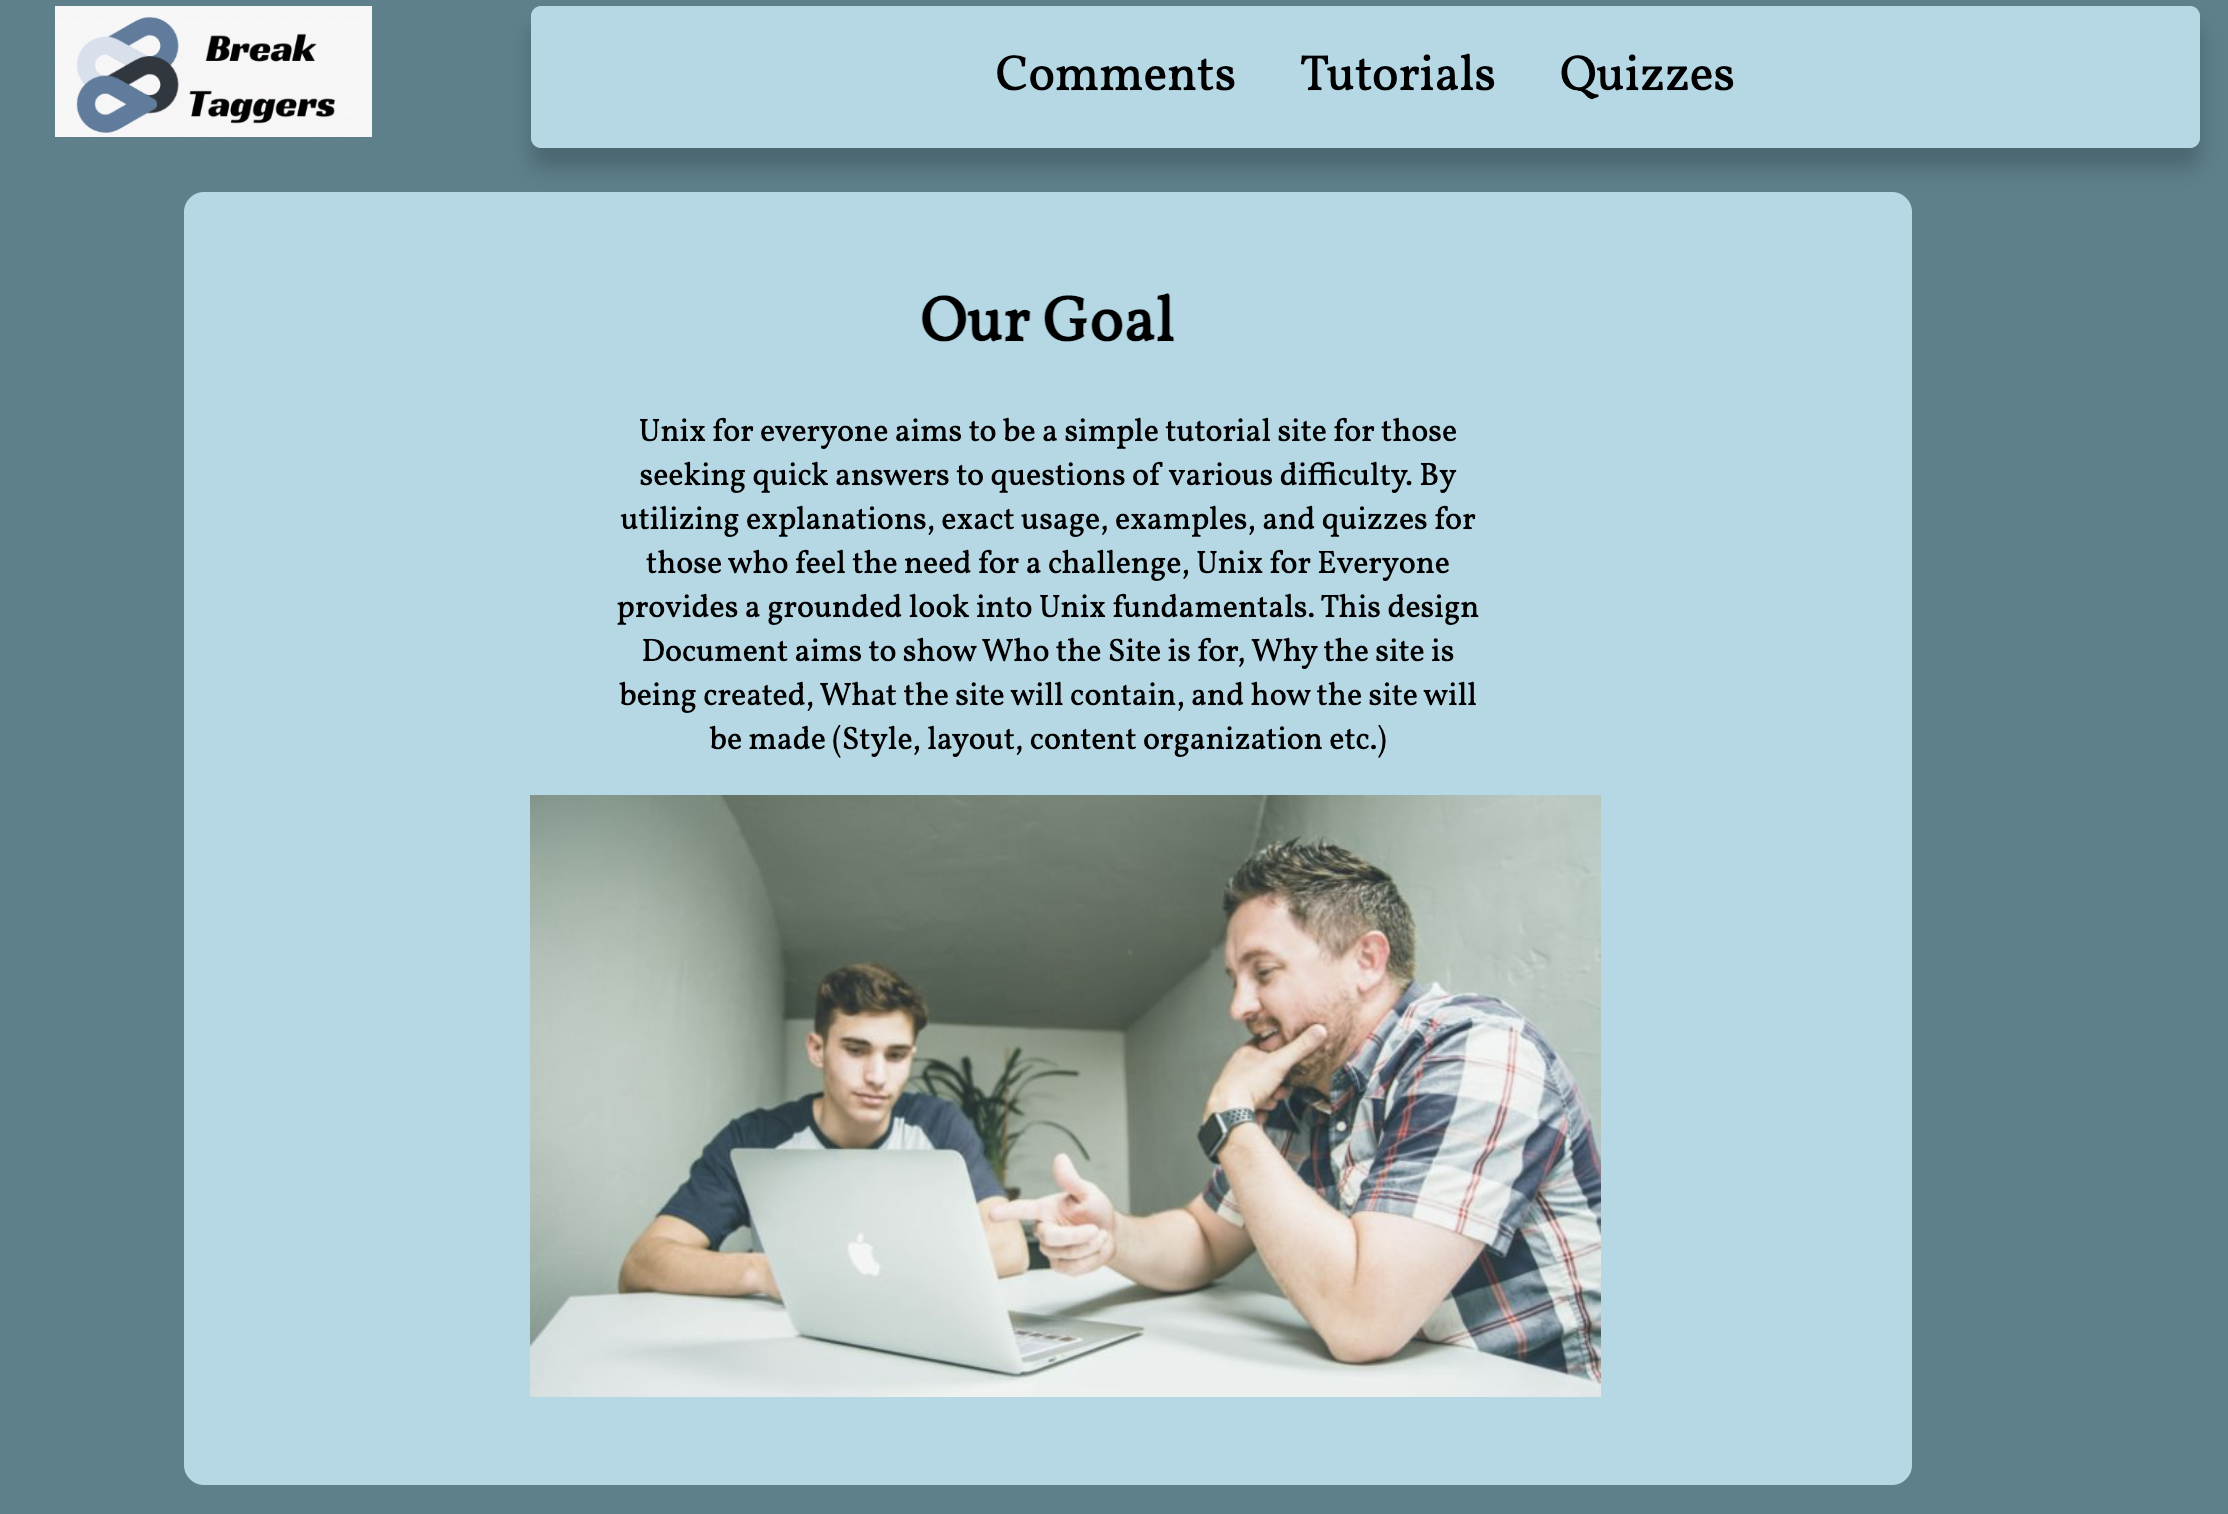 Break
Taggers
Comments Tutorials Quizzes
Our Goal
Unix for everyone aims to be a simple tutorial site for those
seeking quick answers to questions of various difficulty. By
utilizing explanations, exact usage, examples, and quizzes for
those who feel the need for a challenge, Unix for Everyone
provides a grounded look into Unix fundamentals. This design
Document aims to show Who the Site is for, Why the site is
being created, What the site will contain, and how the site will
be made (Style, layout, content organization etc.)